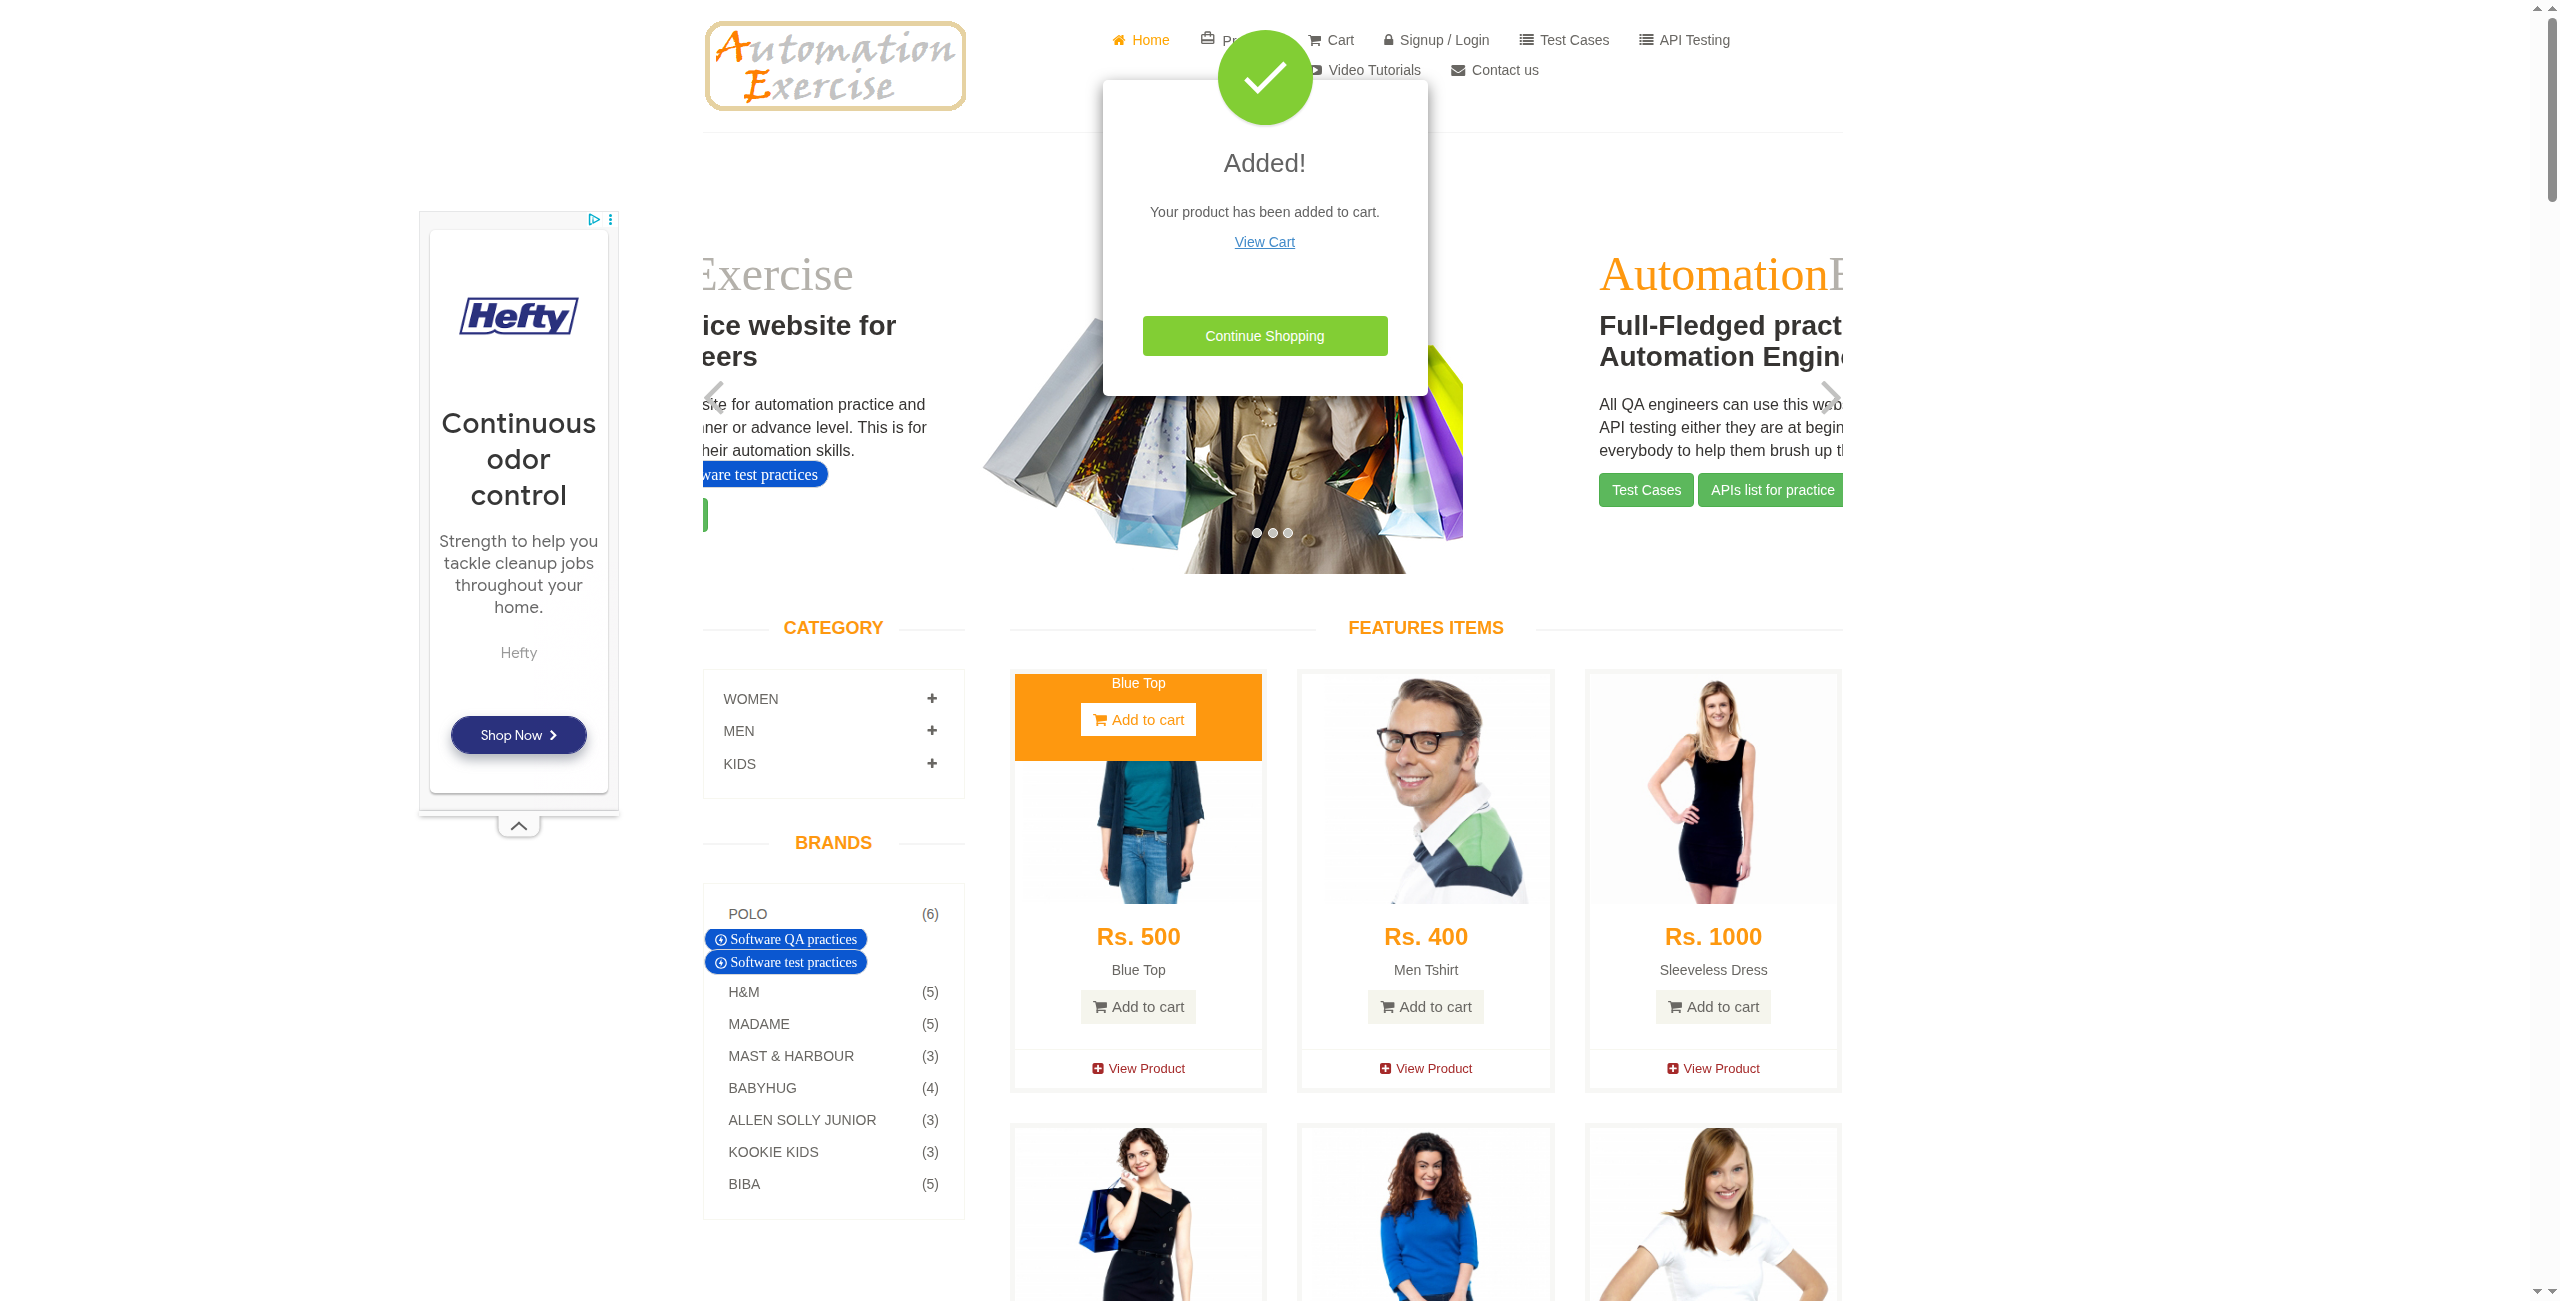 Automation
Exercise
Home
Cart
Signup / Login
Test Cases
API Testing
Video Tutorials
Contact us
Added!
Your product has been added to cart.
View Cart
Continue Shopping
Hefty
Continuous
odor
control
Strength to help you
tackle cleanup jobs
throughout your
home.
Hefty
Shop Now
Exercise
ice website for
eers
site for automation practice and
nner or advance level. This is for
their automation skills.
ware test practices
Automation
Full-Fledged pract
Automation Engin
All QA engineers can use this web
API testing either they are at begin
everybody to help them brush up t
Test Cases
APIs list for practice
CATEGORY
WOMEN
MEN
KIDS
BRANDS
POLO (6)
Software QA practices
Software test practices
H&M (5)
MADAME (5)
MAST & HARBOUR (3)
BABYHUG (4)
ALLEN SOLLY JUNIOR (3)
KOOKIE KIDS (3)
BIBA (5)
FEATURES ITEMS
Blue Top
Add to cart
Rs. 500
Blue Top
Add to cart
View Product
Rs. 400
Men Tshirt
Add to cart
View Product
Rs. 1000
Sleeveless Dress
Add to cart
View Product